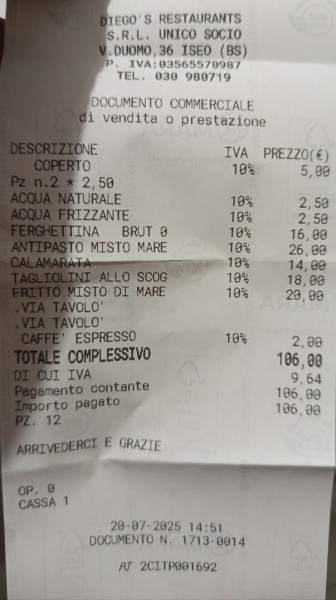 DIEGO'S RESTAURANTS
S.R.L. UNICO SOCIO
V.DUOMO,36 ISEO (BS)
P. IVA:03565570987
TEL. 030 980719
DOCUMENTO COMMERCIALE
di vendita o prestazione
DESCRIZIONE IVA PREZZO(€)
COPERTO 10% 5,00
Pz n.2 * 2,50
ACQUA NATURALE 10% 2,50
ACQUA FRIZZANTE 10% 2,50
FERGHETTINA BRUT 0 10% 16,00
ANTIPASTO MISTO MARE 10% 26,00
CALAMARATA 10% 14,00
TAGLIOLINI ALLO SCOG 10% 18,00
FRITTO MISTO DI MARE 10% 20,00
.VIA TAVOLO'
.VIA TAVOLO'
CAFFE' ESPRESSO 10% 2,00
TOTALE COMPLESSIVO 106,00
DI CUI IVA 9,64
Pagamento contante 106,00
Importo pagato 106,00
PZ. 12
ARRIVEDERCI E GRAZIE
OP. 0
CASSA 1
20-07-2025 14:51
DOCUMENTO N. 1713-0014
RT 2CITP001692